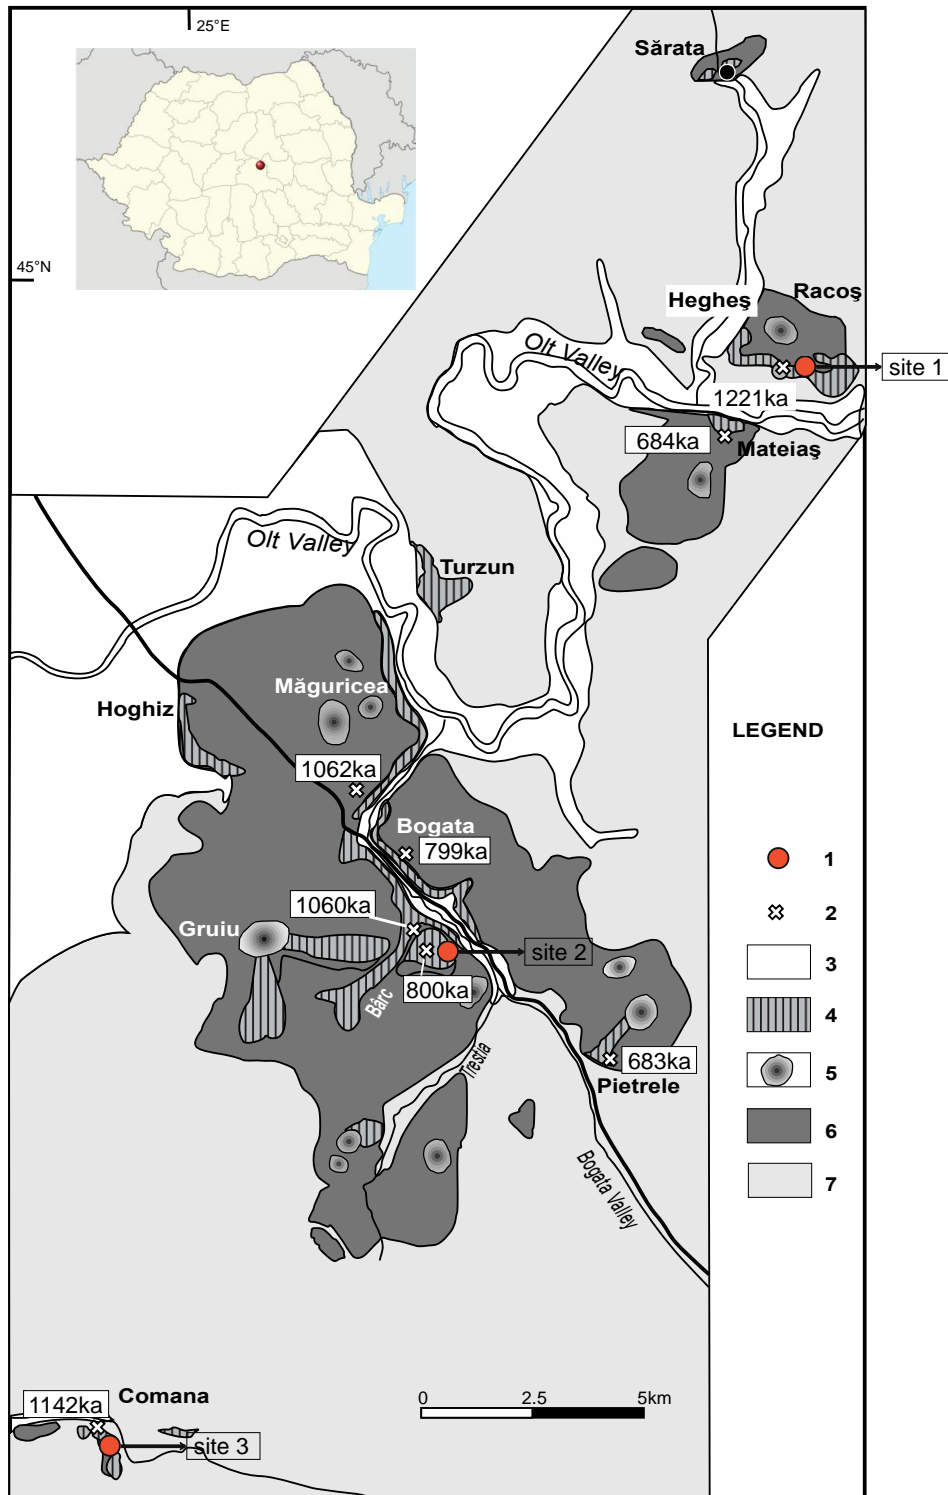 25°E
Sărata
45°N
Hegheş
Racoş
Olt Valley
site 1
1221ka
684ka
Mateiaş
Olt Valley
Turzun
Măguricea
Hoghiz
LEGEND
1062ka
Bogata
799ka
1
1060ka
2
Gruiu
site 2
3
800ka
Bârc
4
Trestia
683ka
5
Pietrele
6
Bogata Valley
7
Comana
0 2.5 5km
1142ka
site 3